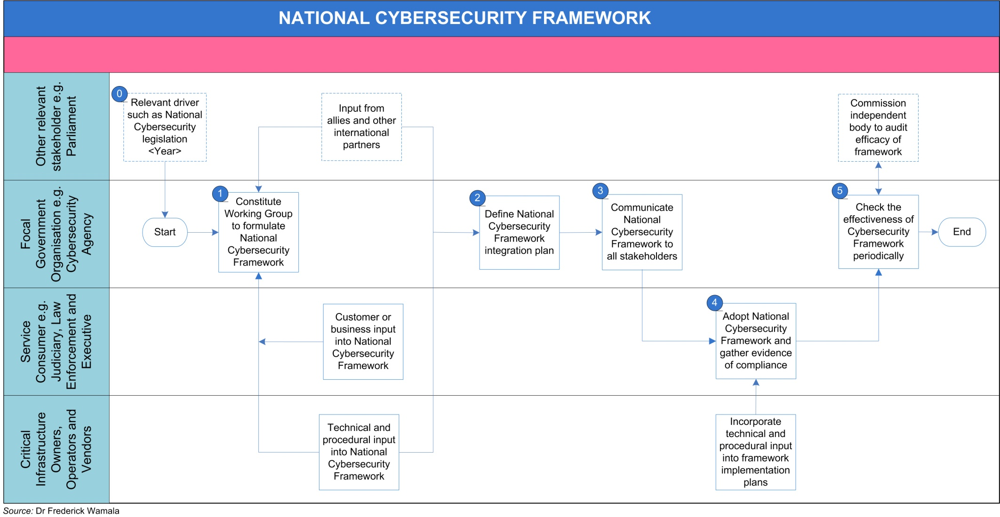 NATIONAL CYBERSECURITY FRAMEWORK
Other relevant
stakeholder e.g.
Parliament
0
Relevant driver
such as National
Cybersecurity
legislation
<Year>
Input from
allies and other
international
partners
Commission
independent
body to audit
efficacy of
framework
Focal
Government
Organisation e.g.
Cybersecurity
Agency
Start
1
Constitute
Working Group
to formulate
National
Cybersecurity
Framework
2
Define National
Cybersecurity
Framework
integration plan
3
Communicate
National
Cybersecurity
Framework to
all stakeholders
5
Check the
effectiveness of
Cybersecurity
Framework
periodically
End
Service
Consumer e.g.
Judiciary, Law
Enforcement and
Executive
Customer or
business input
into National
Cybersecurity
Framework
4
Adopt National
Cybersecurity
Framework and
gather evidence
of compliance
Critical
Infrastructure
Owners,
Operators and
Vendors
Technical and
procedural input
into National
Cybersecurity
Framework
Incorporate
technical and
procedural input
into framework
implementation
plans
Source: Dr Frederick Wamala